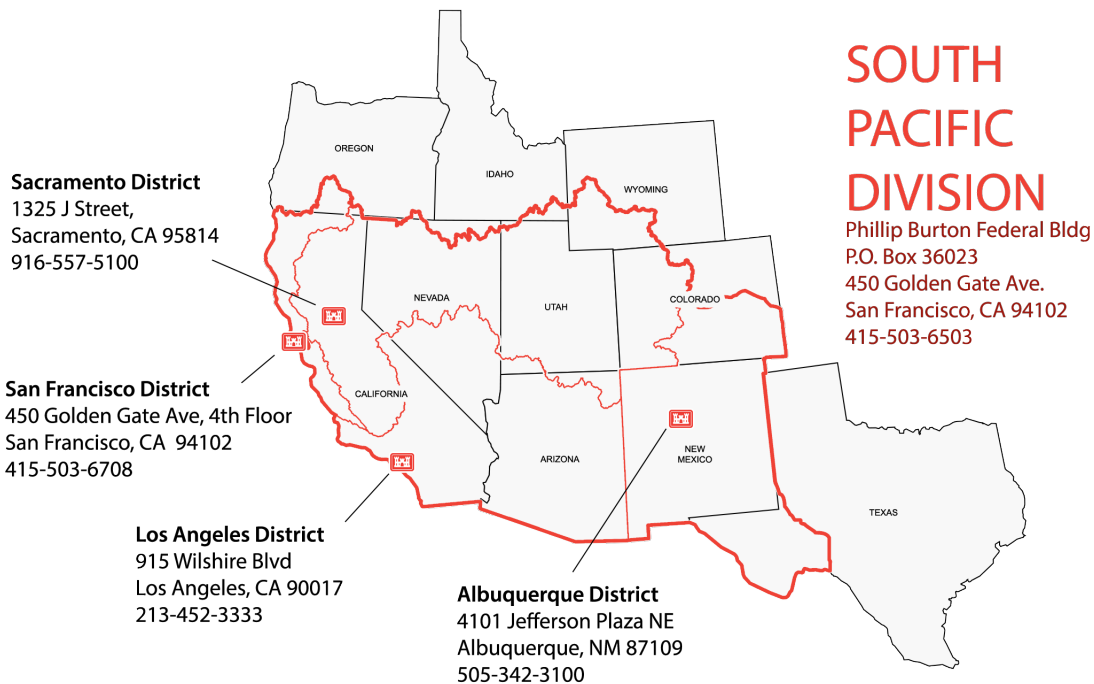 SOUTH
PACIFIC
DIVISION
Phillip Burton Federal Bldg
P.O. Box 36023
450 Golden Gate Ave.
San Francisco, CA 94102
415-503-6503
Sacramento District
1325 J Street,
Sacramento, CA 95814
916-557-5100
San Francisco District
450 Golden Gate Ave, 4th Floor
San Francisco, CA  94102
415-503-6708
Los Angeles District
915 Wilshire Blvd
Los Angeles, CA 90017
213-452-3333
Albuquerque District
4101 Jefferson Plaza NE
Albuquerque, NM 87109
505-342-3100
OREGON
IDAHO
WYOMING
NEVADA
UTAH
COLORADO
CALIFORNIA
ARIZONA
NEW
MEXICO
TEXAS